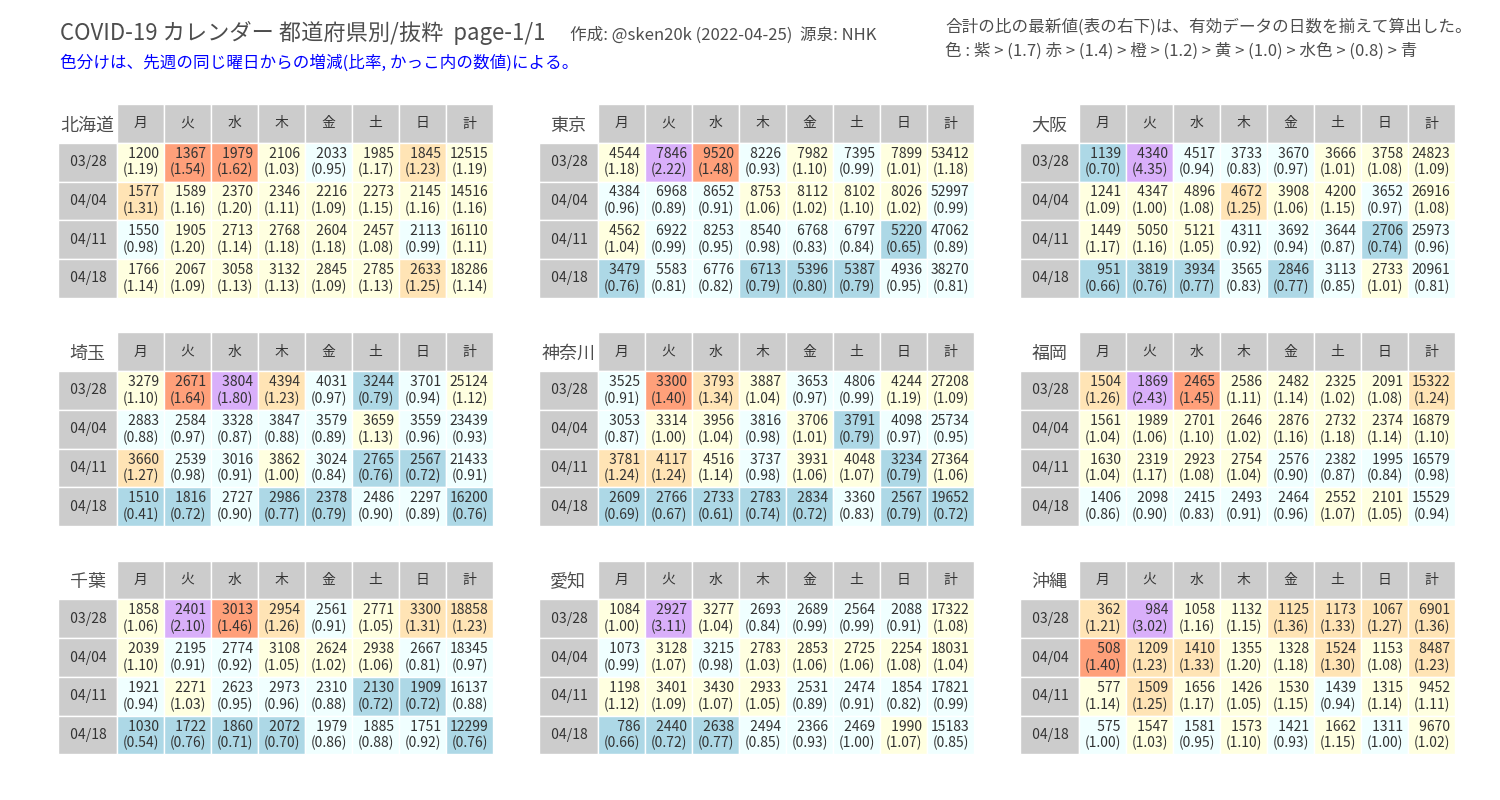 COVID-19 カレンダー 都道府県別/抜粋 page-1/1 作成: @sken20k (2022-04-25) 源泉: NHK
色分けは、先週の同じ曜日からの増減(比率, かっこ内の数値)による。
合計の比の最新値(表の右下)は、有効データの日数を揃えて算出した。
色 : 紫 > (1.7) 赤 > (1.4) > 橙 > (1.2) > 黄 > (1.0) > 水色 > (0.8) > 青
北海道 月 火 水 木 金 土 日 計
03/28 1200 1367 1979 2106 2033 1985 1845 12515
(1.19) (1.54) (1.62) (1.03) (0.95) (1.17) (1.23) (1.19)
04/04 1577 1589 2370 2346 2216 2273 2145 14516
(1.31) (1.16) (1.20) (1.11) (1.09) (1.15) (1.16) (1.16)
04/11 1550 1905 2713 2768 2604 2457 2113 16110
(0.98) (1.20) (1.14) (1.18) (1.18) (1.08) (0.99) (1.11)
04/18 1766 2067 3058 3132 2845 2785 2633 18286
(1.14) (1.09) (1.13) (1.13) (1.09) (1.13) (1.25) (1.14)
東京 月 火 水 木 金 土 日 計
03/28 4544 7846 9520 8226 7982 7395 7899 53412
(1.18) (2.22) (1.48) (0.93) (1.10) (0.99) (1.01) (1.18)
04/04 4384 6968 8652 8753 8112 8102 8026 52997
(0.96) (0.89) (0.91) (1.06) (1.02) (1.10) (1.02) (0.99)
04/11 4562 6922 8253 8540 6768 6797 5220 47062
(1.04) (0.99) (0.95) (0.98) (0.83) (0.84) (0.65) (0.89)
04/18 3479 5583 6776 6713 5396 5387 4936 38270
(0.76) (0.81) (0.82) (0.79) (0.80) (0.79) (0.95) (0.81)
大阪 月 火 水 木 金 土 日 計
03/28 1139 4340 4517 3733 3670 3666 3758 24823
(0.70) (4.35) (0.94) (0.83) (0.97) (1.01) (1.08) (1.09)
04/04 1241 4347 4896 4672 3908 4200 3652 26916
(1.09) (1.00) (1.08) (1.25) (1.06) (1.15) (0.97) (1.08)
04/11 1449 5050 5121 4311 3692 3644 2706 25973
(1.17) (1.16) (1.05) (0.92) (0.94) (0.87) (0.74) (0.96)
04/18 951 3819 3934 3565 2846 3113 2733 20961
(0.66) (0.76) (0.77) (0.83) (0.77) (0.85) (1.01) (0.81)
埼玉 月 火 水 木 金 土 日 計
03/28 3279 2671 3804 4394 4031 3244 3701 25124
(1.10) (1.64) (1.80) (1.23) (0.97) (0.79) (0.94) (1.12)
04/04 2883 2584 3328 3847 3579 3659 3559 23439
(0.88) (0.97) (0.87) (0.88) (0.89) (1.13) (0.96) (0.93)
04/11 3660 2539 3016 3862 3024 2765 2567 21433
(1.27) (0.98) (0.91) (1.00) (0.84) (0.76) (0.72) (0.91)
04/18 1510 1816 2727 2986 2378 2486 2297 16200
(0.41) (0.72) (0.90) (0.77) (0.79) (0.90) (0.89) (0.76)
神奈川 月 火 水 木 金 土 日 計
03/28 3525 3300 3793 3887 3653 4806 4244 27208
(0.91) (1.40) (1.34) (1.04) (0.97) (0.99) (1.19) (1.09)
04/04 3053 3314 3956 3816 3706 3791 4098 25734
(0.87) (1.00) (1.04) (0.98) (1.01) (0.79) (0.97) (0.95)
04/11 3781 4117 4516 3737 3931 4048 3234 27364
(1.24) (1.24) (1.14) (0.98) (1.06) (1.07) (0.79) (1.06)
04/18 2609 2766 2733 2783 2834 3360 2567 19652
(0.69) (0.67) (0.61) (0.74) (0.72) (0.83) (0.79) (0.72)
福岡 月 火 水 木 金 土 日 計
03/28 1504 1869 2465 2586 2482 2325 2091 15322
(1.26) (2.43) (1.45) (1.11) (1.14) (1.02) (1.08) (1.24)
04/04 1561 1989 2701 2646 2876 2732 2374 16879
(1.04) (1.06) (1.10) (1.02) (1.16) (1.18) (1.14) (1.10)
04/11 1630 2319 2923 2754 2576 2382 1995 16579
(1.04) (1.17) (1.08) (1.04) (0.90) (0.87) (0.84) (0.98)
04/18 1406 2098 2415 2493 2464 2552 2101 15529
(0.86) (0.90) (0.83) (0.91) (0.96) (1.07) (1.05) (0.94)
千葉 月 火 水 木 金 土 日 計
03/28 1858 2401 3013 2954 2561 2771 3300 18858
(1.06) (2.10) (1.46) (1.26) (0.91) (1.05) (1.31) (1.23)
04/04 2039 2195 2774 3108 2624 2938 2667 18345
(1.10) (0.91) (0.92) (1.05) (1.02) (1.06) (0.81) (0.97)
04/11 1921 2271 2623 2973 2310 2130 1909 16137
(0.94) (1.03) (0.95) (0.96) (0.88) (0.72) (0.72) (0.88)
04/18 1030 1722 1860 2072 1979 1885 1751 12299
(0.54) (0.76) (0.71) (0.70) (0.86) (0.88) (0.92) (0.76)
愛知 月 火 水 木 金 土 日 計
03/28 1084 2927 3277 2693 2689 2564 2088 17322
(1.00) (3.11) (1.04) (0.84) (0.99) (0.99) (0.91) (1.08)
04/04 1073 3128 3215 2783 2853 2725 2254 18031
(0.99) (1.07) (0.98) (1.03) (1.06) (1.06) (1.08) (1.04)
04/11 1198 3401 3430 2933 2531 2474 1854 17821
(1.12) (1.09) (1.07) (1.05) (0.89) (0.91) (0.82) (0.99)
04/18 786 2440 2638 2494 2366 2469 1990 15183
(0.66) (0.72) (0.77) (0.85) (0.93) (1.00) (1.07) (0.85)
沖縄 月 火 水 木 金 土 日 計
03/28 362 984 1058 1132 1125 1173 1067 6901
(1.21) (3.02) (1.16) (1.15) (1.36) (1.33) (1.27) (1.36)
04/04 508 1209 1410 1355 1328 1524 1153 8487
(1.40) (1.23) (1.33) (1.20) (1.18) (1.30) (1.08) (1.23)
04/11 577 1509 1656 1426 1530 1439 1315 9452
(1.14) (1.25) (1.17) (1.05) (1.15) (0.94) (1.14) (1.11)
04/18 575 1547 1581 1573 1421 1662 1311 9670
(1.00) (1.03) (0.95) (1.10) (0.93) (1.15) (1.00) (1.02)